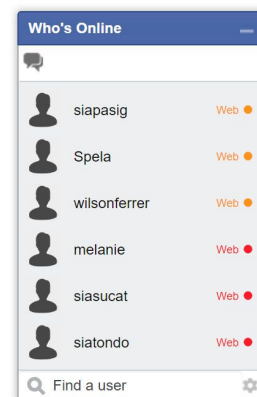 Who's Online
siapasig Web
Spela Web
wilsonferrer Web
melanie Web
siasucat Web
siatondo Web
Find a user